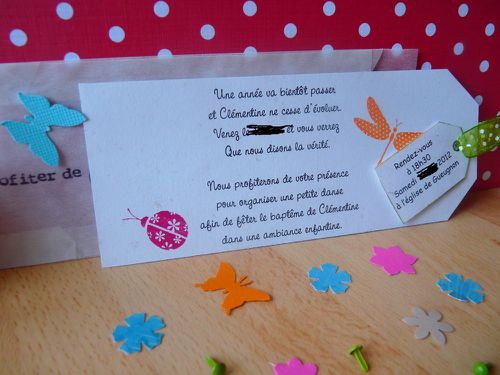 Une année va bientôt passer
et Clémentine ne cesse d'évoluer.
Venez et vous verrez
Que nous disons la vérité.
Nous profiterons de votre présence
pour organiser une petite danse
afin de fêter le baptême de Clémentine
dans une ambiance enfantine.
Rendez-vous
à 18h30
Samedi 2012
à l'église de Gueugnon
ofiter de